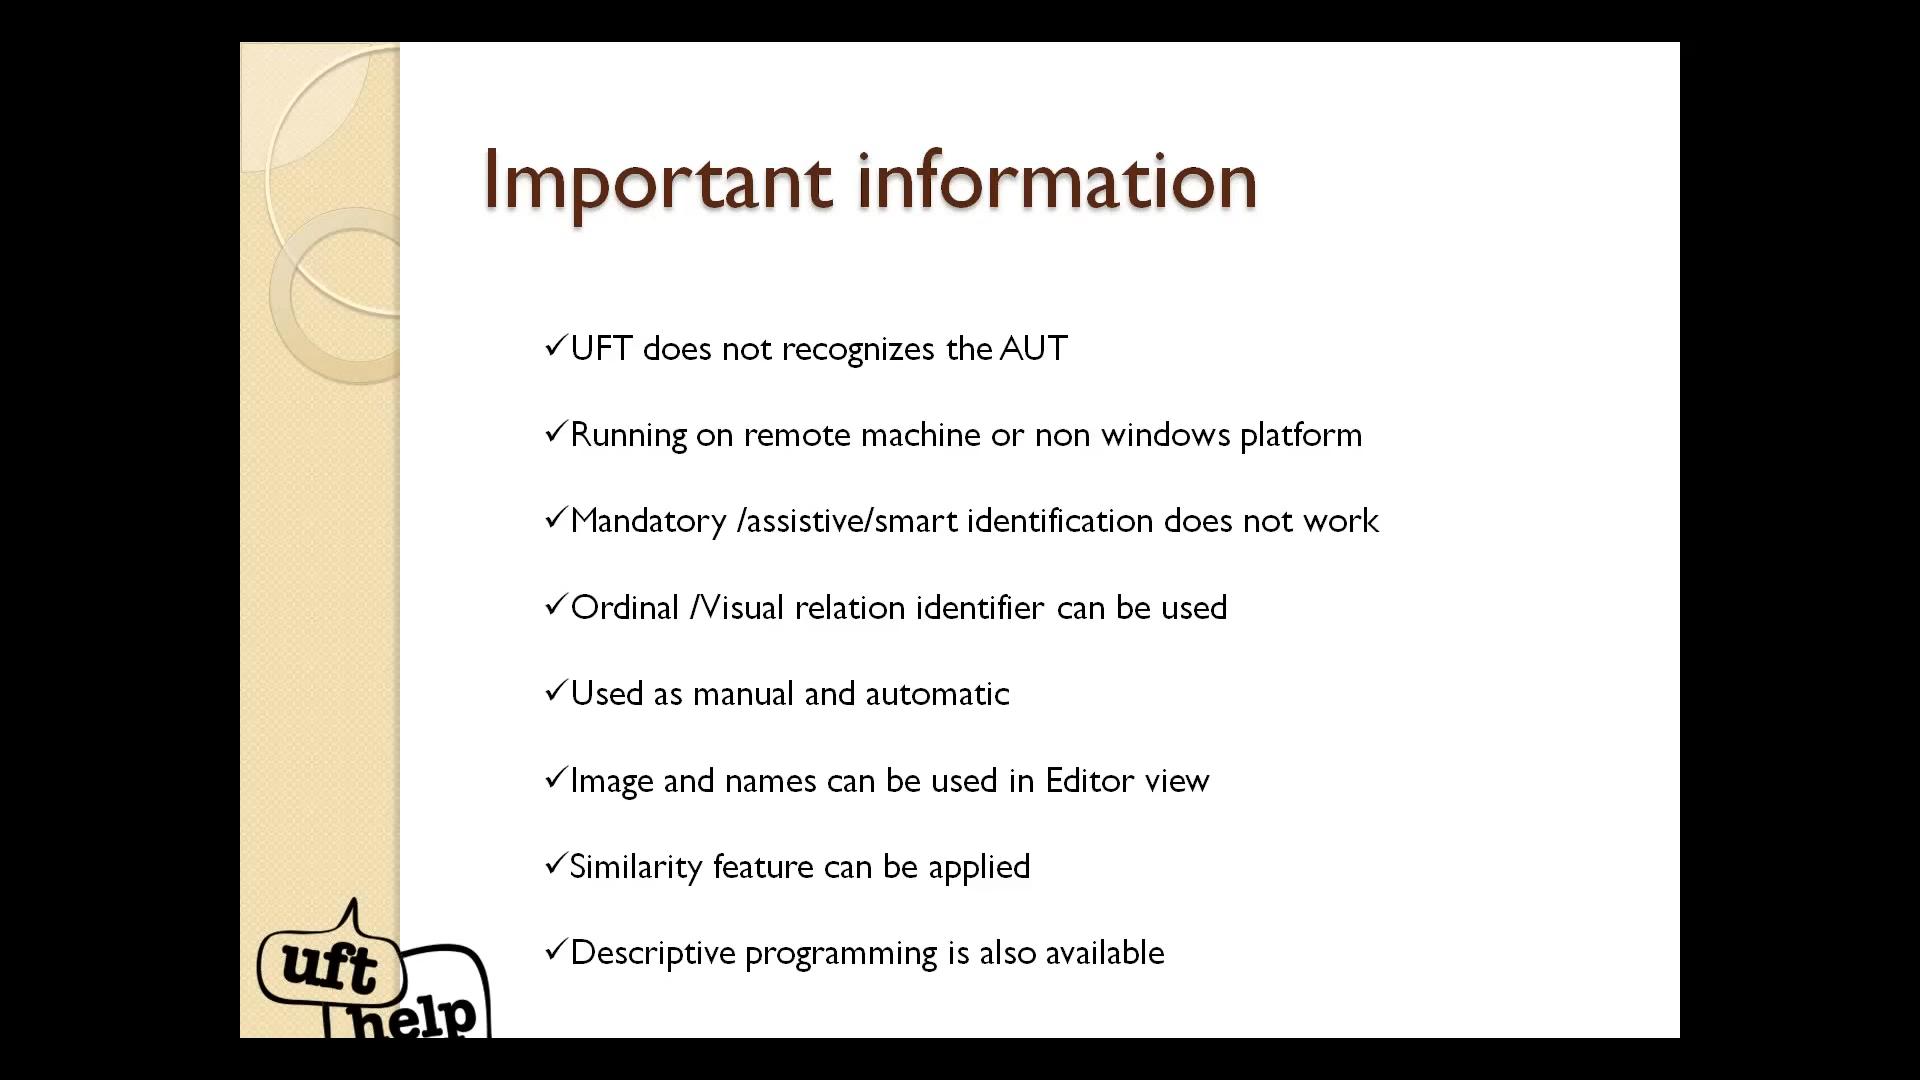 Important information
✓UFT does not recognizes the AUT
✓Running on remote machine or non windows platform
✓Mandatory /assistive/smart identification does not work
✓Ordinal /Visual relation identifier can be used
✓Used as manual and automatic
✓Image and names can be used in Editor view
✓Similarity feature can be applied
✓Descriptive programming is also available
uft
help